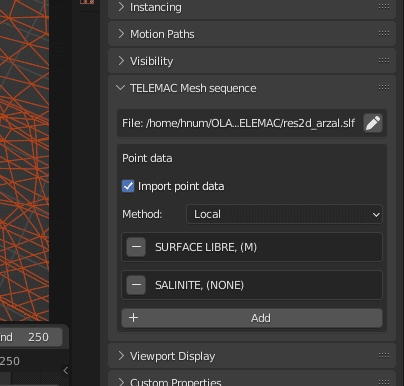 Instancing
Motion Paths
Visibility
TELEMAC Mesh sequence
File: /home/hnum/OLA...ELEMAC/res2d_arzal.slf
Point data
Import point data
Method: Local
SURFACE LIBRE, (M)
SALINITE, (NONE)
Add
nd 250
250
Viewport Display
Custom Properties